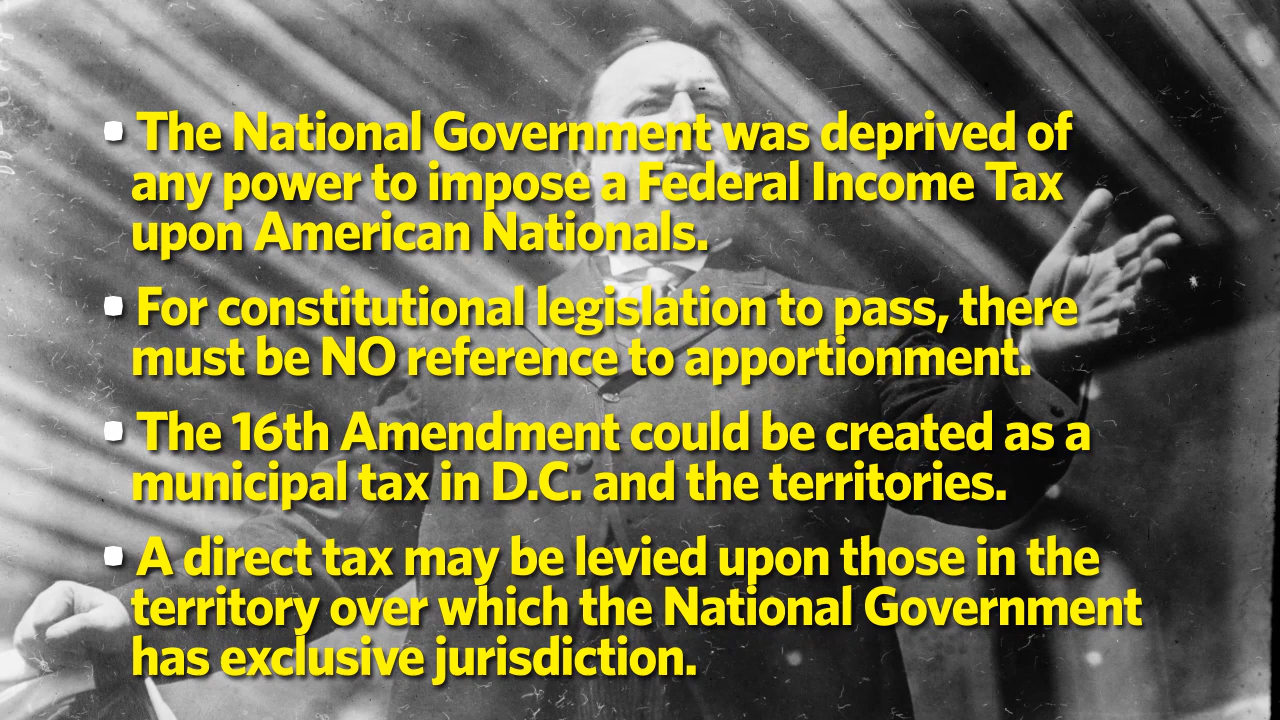 ▪ The National Government was deprived of
any power to impose a Federal Income Tax
upon American Nationals.
▪ For constitutional legislation to pass, there
must be NO reference to apportionment.
▪ The 16th Amendment could be created as a
municipal tax in D.C. and the territories.
▪ A direct tax may be levied upon those in the
territory over which the National Government
has exclusive jurisdiction.